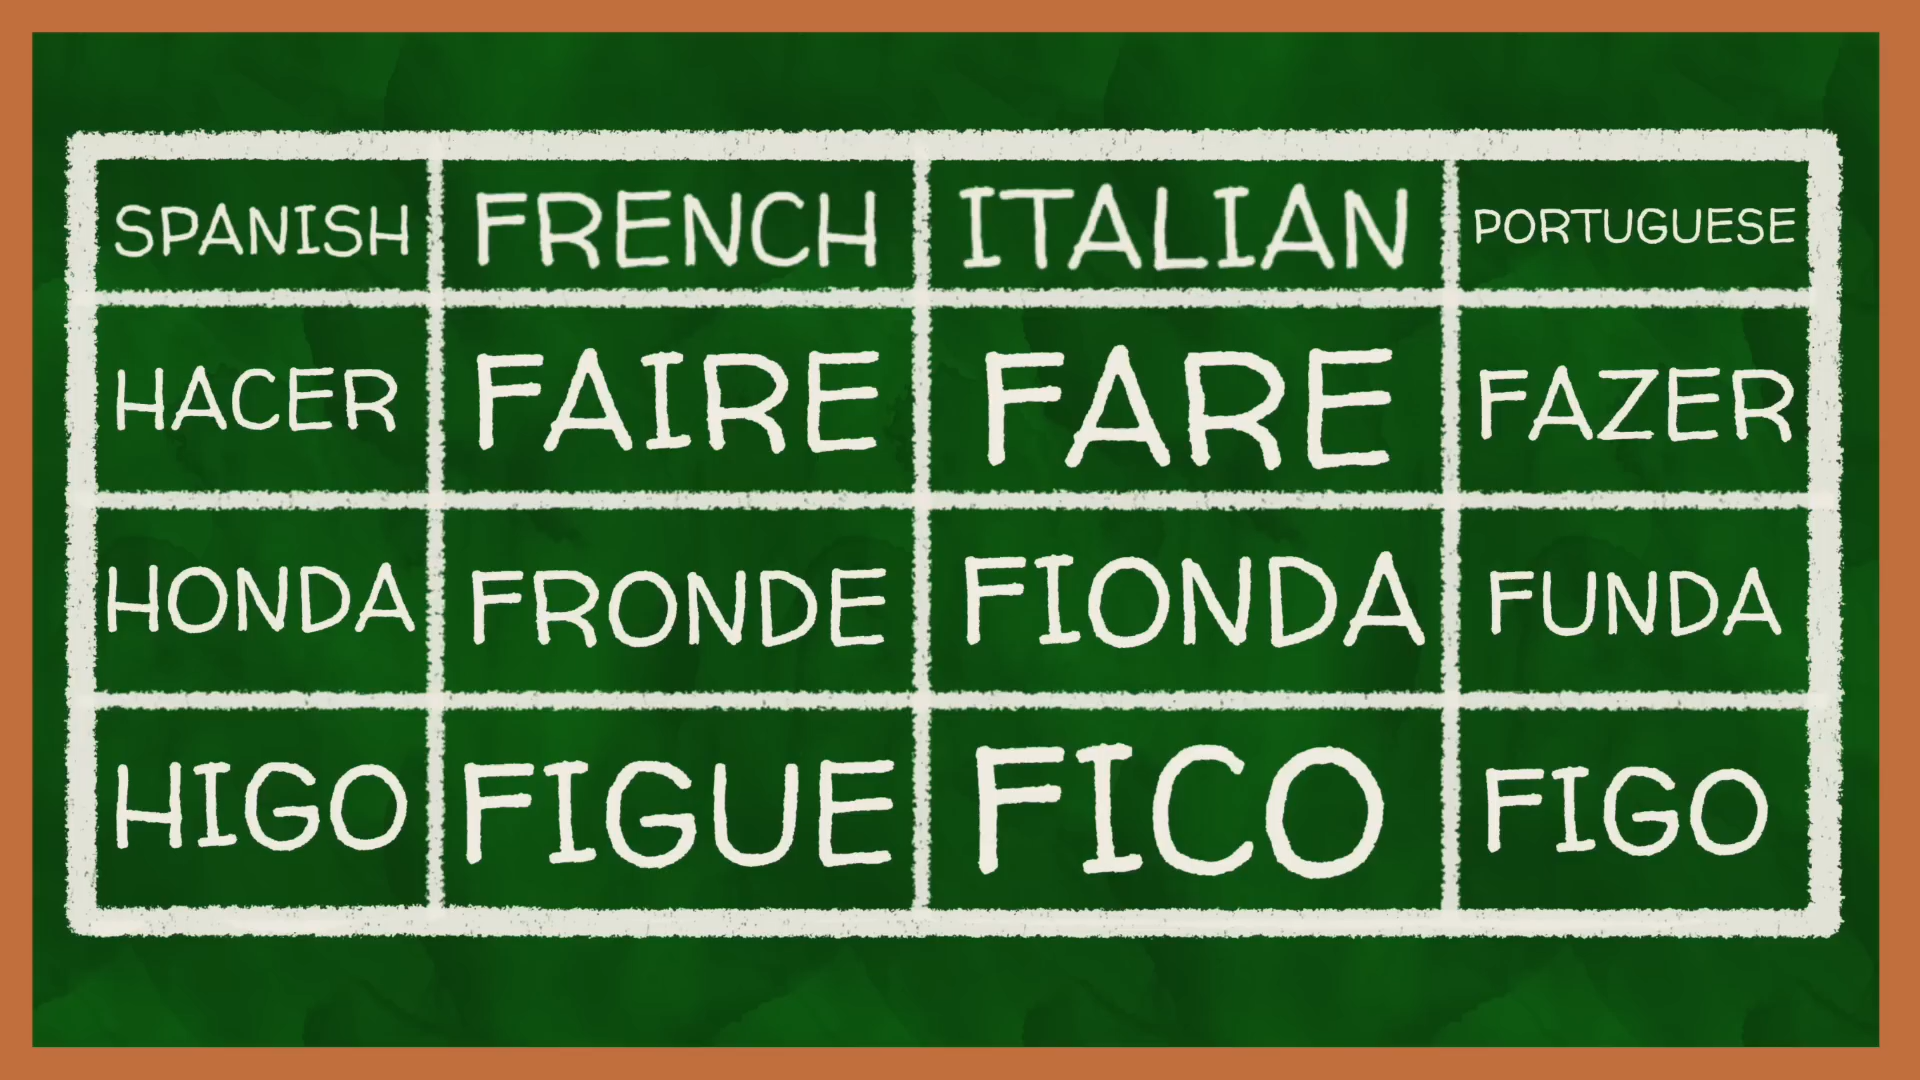 SPANISH FRENCH ITALIAN PORTUGUESE
HACER FAIRE FARE FAZER
HONDA FRONDE FIONDA FUNDA
HIGO FIGUE FICO FIGO